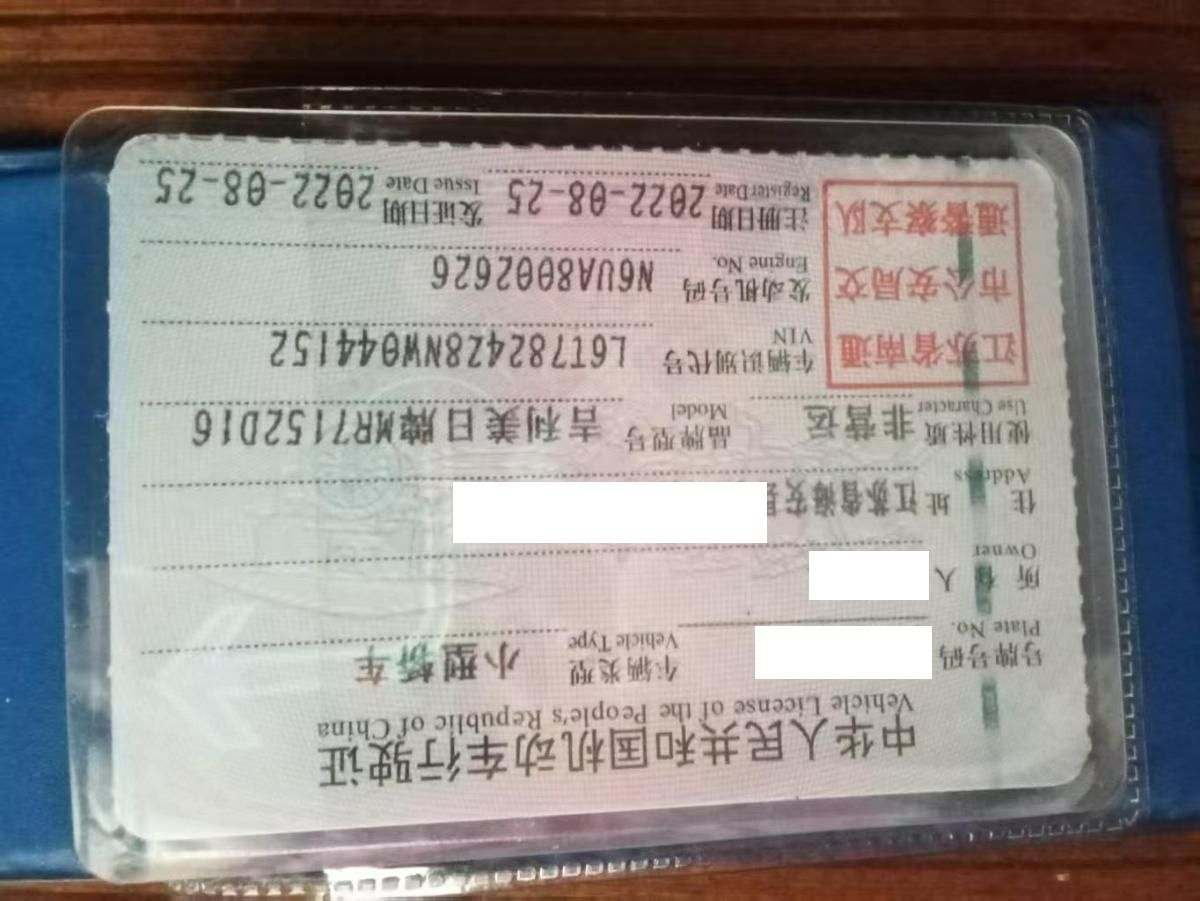 中华人民共和国机动车行驶证
Vehicle License of the People's Republic of China
号牌号码 Plate No. 车辆类型 Vehicle Type 小型轿车
所有人 Owner
住址 Address 江苏省海安县
使用性质 Use Character 非营运 品牌型号 Model 吉利美日牌MR7152D16
江苏省南通
市公安局交
通警察支队
车辆识别代号 VIN L6T7824Z8NW044152
发动机号码 Engine No. N6UA8002626
注册日期 Register Date 2022-08-25 发证日期 Issue Date 2022-08-25